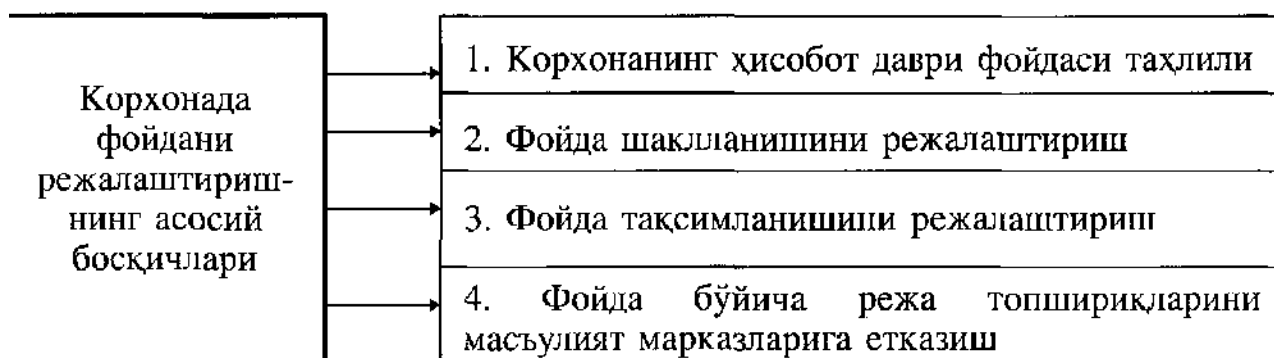 Корхонада
фойдани
режалаштириш-
нинг асосий
босқичлари
1. Корхонанинг ҳисобот даври фойдаси таҳлили
2. Фойда шаклланишини режалаштириш
3. Фойда тақсимланишини режалаштириш
4. Фойда бўйича режа топшириқларини
масъулият марказларига етказиш